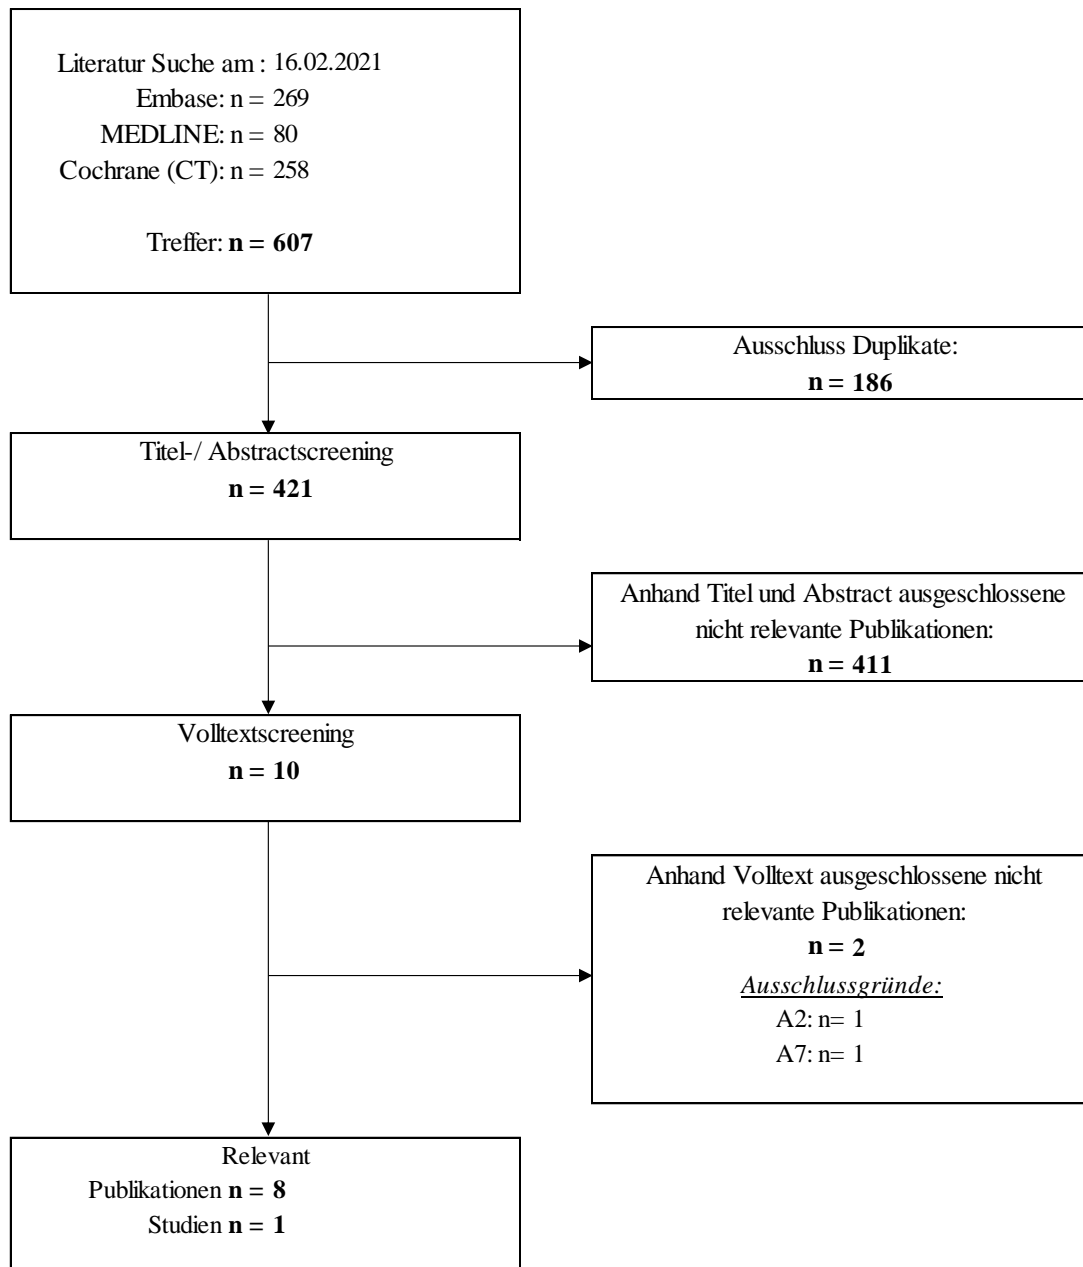 Literatur Suche am : 16.02.2021
Embase: n = 269
MEDLINE: n = 80
Cochrane (CT): n = 258
Treffer: n = 607
Ausschluss Duplikate:
n = 186
Titel-/ Abstractscreening
n = 421
Anhand Titel und Abstract ausgeschlossene
nicht relevante Publikationen:
n = 411
Volltextscreening
n = 10
Anhand Volltext ausgeschlossene nicht
relevante Publikationen:
n = 2
Ausschlussgründe:
A2: n= 1
A7: n= 1
Relevant
Publikationen n = 8
Studien n = 1